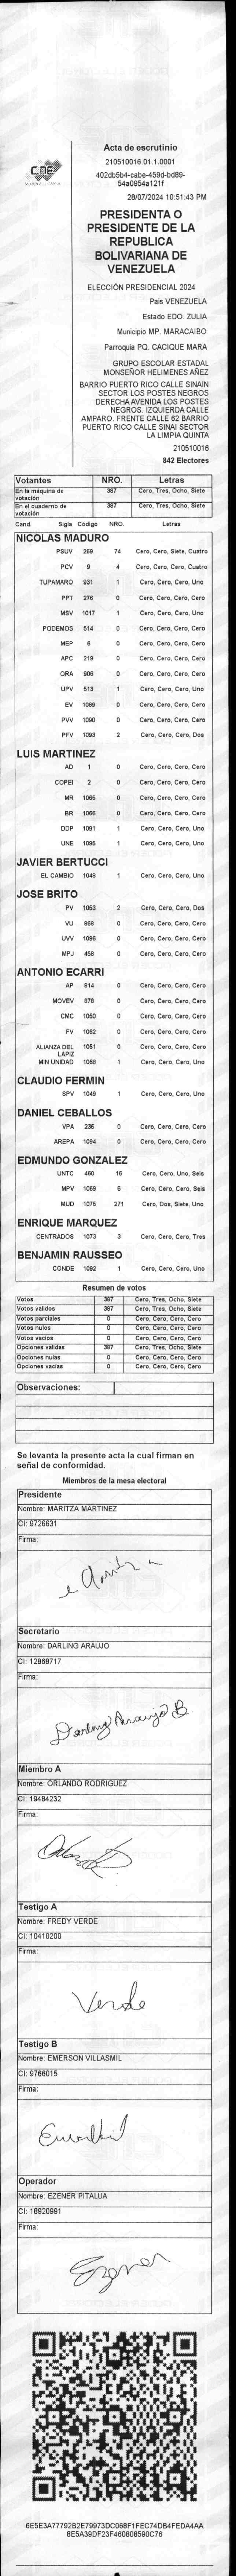 CNE
Acta de escrutinio
210510016.01.1.0001
402db5b4-cabe-459d-bd89-
54a0954a121f
28/07/2024 10:51:43 PM
PRESIDENTA O
PRESIDENTE DE LA
REPUBLICA
BOLIVARIANA DE
VENEZUELA
ELECCIÓN PRESIDENCIAL 2024
País VENEZUELA
Estado EDO. ZULIA
Municipio MP. MARACAIBO
Parroquia PQ. CACIQUE MARA
GRUPO ESCOLAR ESTADAL
MONSEÑOR HELIMENES AÑEZ
BARRIO PUERTO RICO CALLE SINAIN
SECTOR LOS POSTES NEGROS
DERECHA AVENIDA LOS POSTES
NEGROS. IZQUIERDA CALLE
AMPARO. FRENTE CALLE 62 BARRIO
PUERTO RICO CALLE SINAI SECTOR
LA LIMPIA QUINTA
210510016
842 Electores
Votantes NRO. Letras
En la máquina de votación 387 Cero, Tres, Ocho, Siete
En el cuaderno de votación 387 Cero, Tres, Ocho, Siete
Cand. Sigla Código NRO. Letras
NICOLAS MADURO
PSUV 269 74 Cero, Cero, Siete, Cuatro
PCV 9 4 Cero, Cero, Cero, Cuatro
TUPAMARO 931 1 Cero, Cero, Cero, Uno
PPT 276 0 Cero, Cero, Cero, Cero
MSV 1017 1 Cero, Cero, Cero, Uno
PODEMOS 514 0 Cero, Cero, Cero, Cero
MEP 6 0 Cero, Cero, Cero, Cero
APC 219 0 Cero, Cero, Cero, Cero
ORA 906 0 Cero, Cero, Cero, Cero
UPV 513 1 Cero, Cero, Cero, Uno
EV 1089 0 Cero, Cero, Cero, Cero
PVV 1090 0 Cero, Cero, Cero, Cero
PFV 1093 2 Cero, Cero, Cero, Dos
LUIS MARTINEZ
AD 1 0 Cero, Cero, Cero, Cero
COPEI 2 0 Cero, Cero, Cero, Cero
MR 1065 0 Cero, Cero, Cero, Cero
BR 1066 0 Cero, Cero, Cero, Cero
DDP 1091 1 Cero, Cero, Cero, Uno
UNE 1095 1 Cero, Cero, Cero, Uno
JAVIER BERTUCCI
EL CAMBIO 1048 1 Cero, Cero, Cero, Uno
JOSE BRITO
PV 1053 2 Cero, Cero, Cero, Dos
VU 868 0 Cero, Cero, Cero, Cero
UVV 1096 0 Cero, Cero, Cero, Cero
MPJ 458 0 Cero, Cero, Cero, Cero
ANTONIO ECARRI
AP 814 0 Cero, Cero, Cero, Cero
MOVEV 878 0 Cero, Cero, Cero, Cero
CMC 1050 0 Cero, Cero, Cero, Cero
FV 1062 0 Cero, Cero, Cero, Cero
ALIANZA DEL LAPIZ 1051 0 Cero, Cero, Cero, Cero
MIN UNIDAD 1068 1 Cero, Cero, Cero, Uno
CLAUDIO FERMIN
SPV 1049 1 Cero, Cero, Cero, Uno
DANIEL CEBALLOS
VPA 236 0 Cero, Cero, Cero, Cero
AREPA 1094 0 Cero, Cero, Cero, Cero
EDMUNDO GONZALEZ
UNTC 460 16 Cero, Cero, Uno, Seis
MPV 1069 6 Cero, Cero, Cero, Seis
MUD 1075 271 Cero, Dos, Siete, Uno
ENRIQUE MARQUEZ
CENTRADOS 1073 3 Cero, Cero, Cero, Tres
BENJAMIN RAUSSEO
CONDE 1092 1 Cero, Cero, Cero, Uno
Resumen de votos
Votos 387 Cero, Tres, Ocho, Siete
Votos validos 387 Cero, Tres, Ocho, Siete
Votos parciales 0 Cero, Cero, Cero, Cero
Votos nulos 0 Cero, Cero, Cero, Cero
Votos vacios 0 Cero, Cero, Cero, Cero
Opciones validas 387 Cero, Tres, Ocho, Siete
Opciones nulas 0 Cero, Cero, Cero, Cero
Opciones vacias 0 Cero, Cero, Cero, Cero
Observaciones:
Se levanta la presente acta la cual firman en
señal de conformidad.
Miembros de la mesa electoral
Presidente
Nombre: MARITZA MARTINEZ
CI: 9726631
Firma:
Secretario
Nombre: DARLING ARAUJO
CI: 12868717
Firma:
Darling Araujo B
Miembro A
Nombre: ORLANDO RODRIGUEZ
CI: 19484232
Firma:
Testigo A
Nombre: FREDY VERDE
CI: 10410200
Firma:
Verde
Testigo B
Nombre: EMERSON VILLASMIL
CI: 9766015
Firma:
Operador
Nombre: EZENER PITALUA
CI: 18920991
Firma:
Ezener
6E5E3A77792B2E79973DC068F1FEC74DB4FEDA4AA
8E5A39DF23F460808590C76